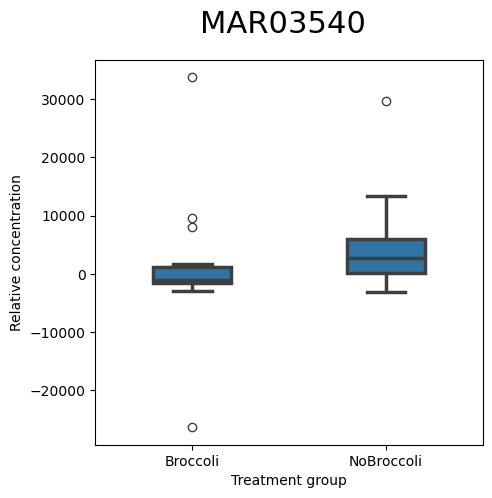 MAR03540
30000
20000
10000
0
−10000
−20000
Relative concentration
Broccoli
NoBroccoli
Treatment group